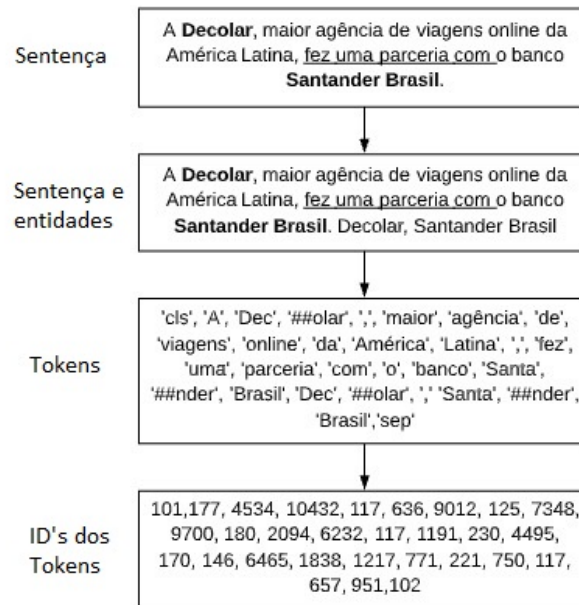 Sentença
A Decolar, maior agência de viagens online da
América Latina, fez uma parceria com o banco
Santander Brasil.
Sentença e
entidades
A Decolar, maior agência de viagens online da
América Latina, fez uma parceria com o banco
Santander Brasil. Decolar, Santander Brasil
Tokens
'cls', 'A', 'Dec', '##olar', ',', 'maior', 'agência', 'de',
'viagens', 'online', 'da', 'América', 'Latina', ',', 'fez',
'uma', 'parceria', 'com', 'o', 'banco', 'Santa',
'##nder', 'Brasil', 'Dec', '##olar', ',' 'Santa', '##nder',
'Brasil','sep'
ID's dos
Tokens
101,177, 4534, 10432, 117, 636, 9012, 125, 7348,
9700, 180, 2094, 6232, 117, 1191, 230, 4495,
170, 146, 6465, 1838, 1217, 771, 221, 750, 117,
657, 951,102